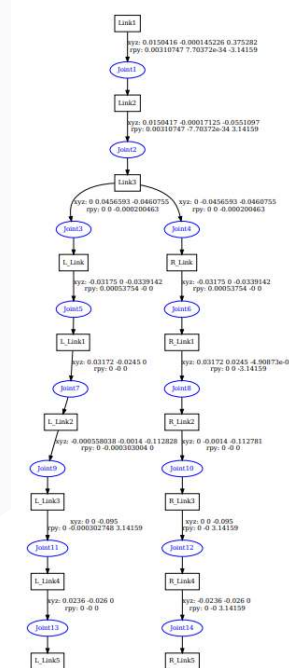 Link1
xyz: 0.0150416 -0.000145226 0.375282
rpy: 0.00310747 7.70372e-34 -3.14159
Joint1
Link2
xyz: 0.0150417 -0.00017125 -0.0551097
rpy: 0.00310747 -7.70372e-34 3.14159
Joint2
Link3
xyz: 0 0.0456593 -0.0460755
rpy: 0 0 -0.000200463
xyz: 0 -0.0456593 -0.0460755
rpy: 0 0 -0.000200463
Joint3
Joint4
L_Link
R_Link
xyz: -0.03175 0 -0.0339142
rpy: 0.00053754 -0 0
xyz: -0.03175 0 -0.0339142
rpy: 0.00053754 -0 0
Joint5
Joint6
L_Link1
R_Link1
xyz: 0.03172 -0.0245 0
rpy: 0 -0 0
xyz: 0.03172 0.0245 -4.90873e-0
rpy: 0 0 -3.14159
Joint7
Joint8
L_Link2
R_Link2
xyz: -0.000558038 -0.0014 -0.112828
rpy: 0 -0.000303004 0
xyz: 0 -0.0014 -0.112781
rpy: 0 -0 0
Joint9
Joint10
L_Link3
R_Link3
xyz: 0 0 -0.095
rpy: 0 -0.000302748 3.14159
xyz: 0 0 -0.095
rpy: 0 -0 3.14159
Joint11
Joint12
L_Link4
R_Link4
xyz: 0.0236 -0.026 0
rpy: 0 -0 0
xyz: -0.0236 -0.026 0
rpy: 0 -0 3.14159
Joint13
Joint14
L_Link5
R_Link5